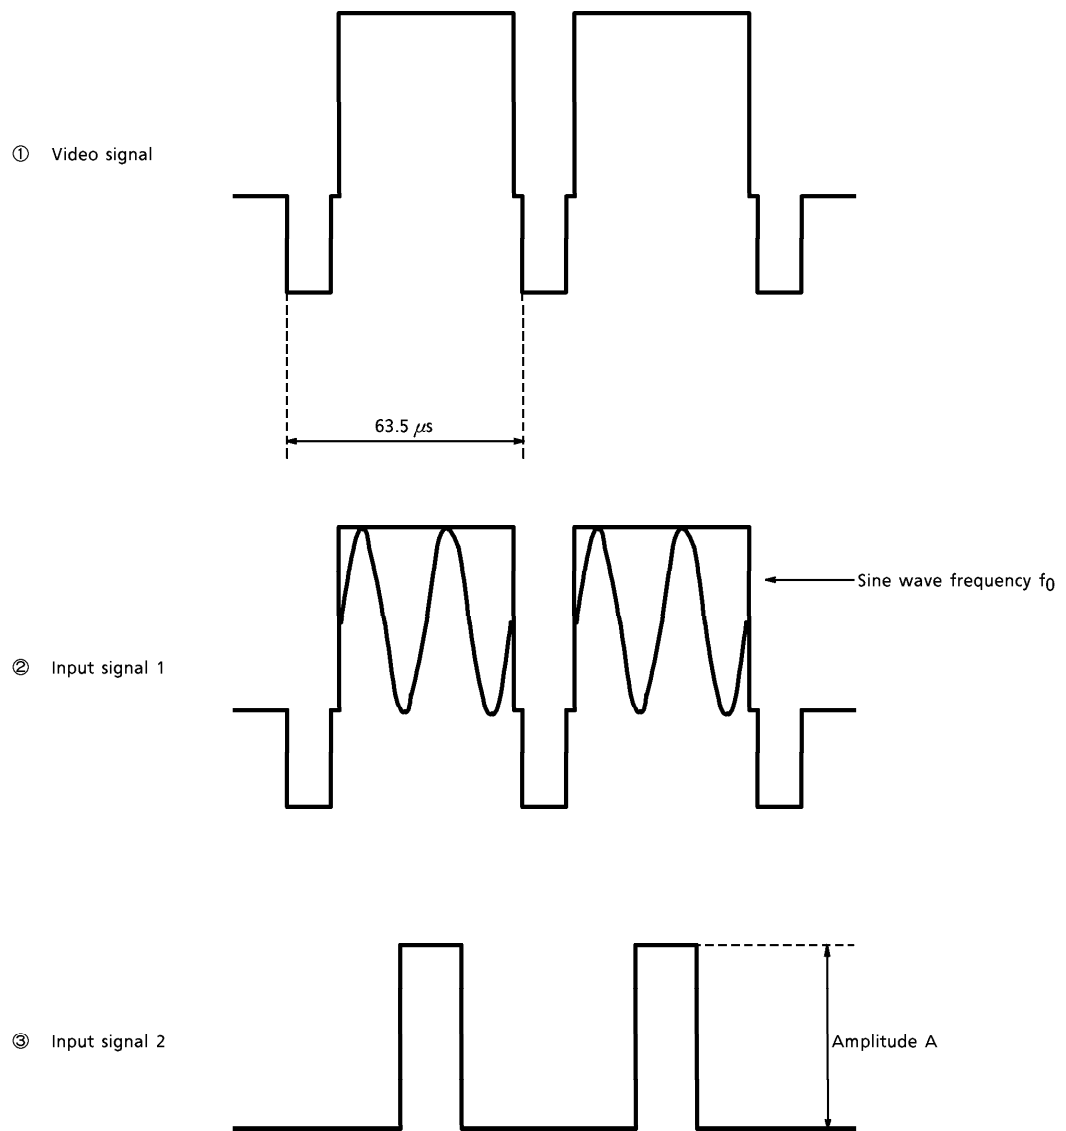 ① Video signal
63.5 μs
Sine wave frequency f0
② Input signal 1
③ Input signal 2
Amplitude A